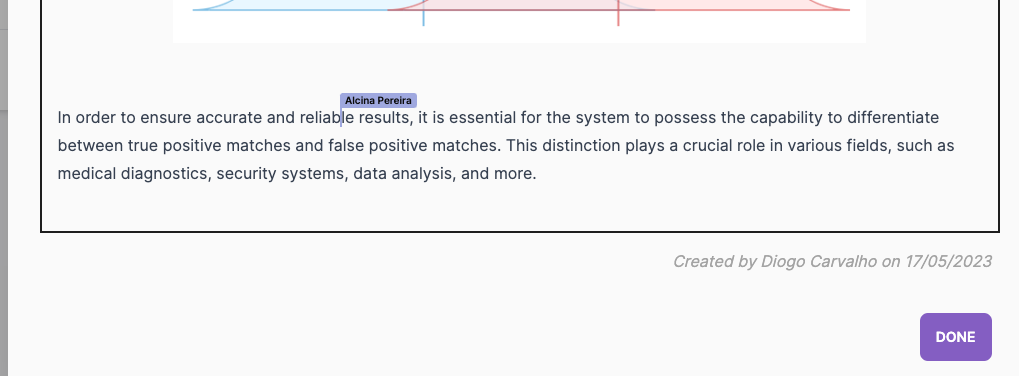 Alcina Pereira
In order to ensure accurate and reliable results, it is essential for the system to possess the capability to differentiate
between true positive matches and false positive matches. This distinction plays a crucial role in various fields, such as
medical diagnostics, security systems, data analysis, and more.
Created by Diogo Carvalho on 17/05/2023
DONE